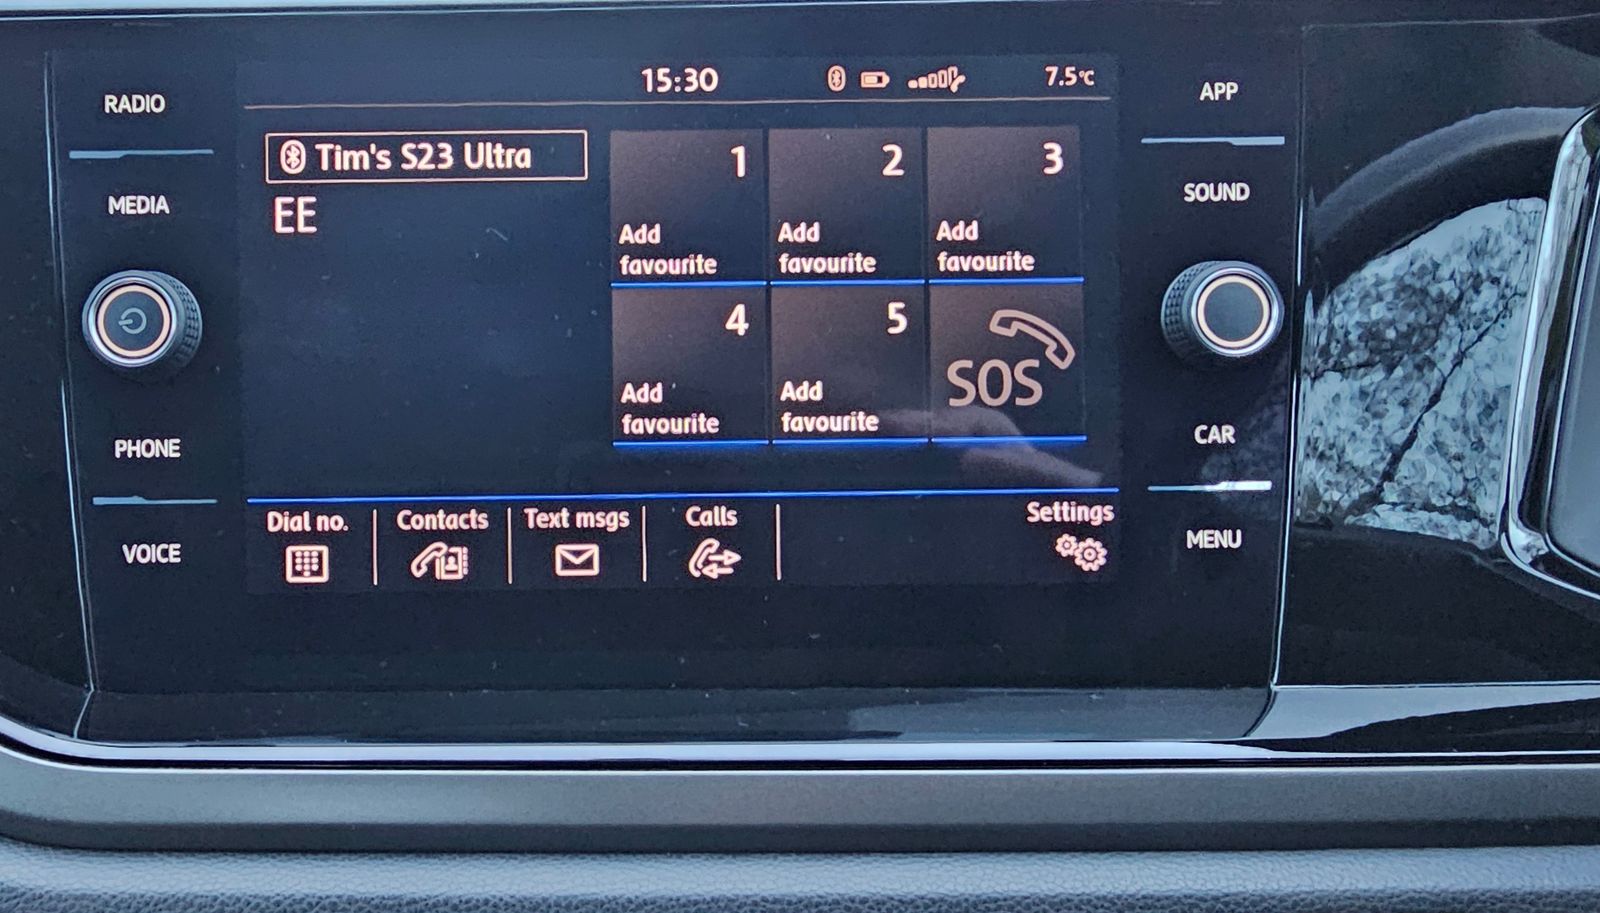 RADIO
MEDIA
PHONE
VOICE
15:30
7.5°C
Tim's S23 Ultra
EE
1
Add
favourite
2
Add
favourite
3
Add
favourite
4
Add
favourite
5
Add
favourite
SOS
Dial no.
Contacts
Text msgs
Calls
Settings
APP
SOUND
CAR
MENU